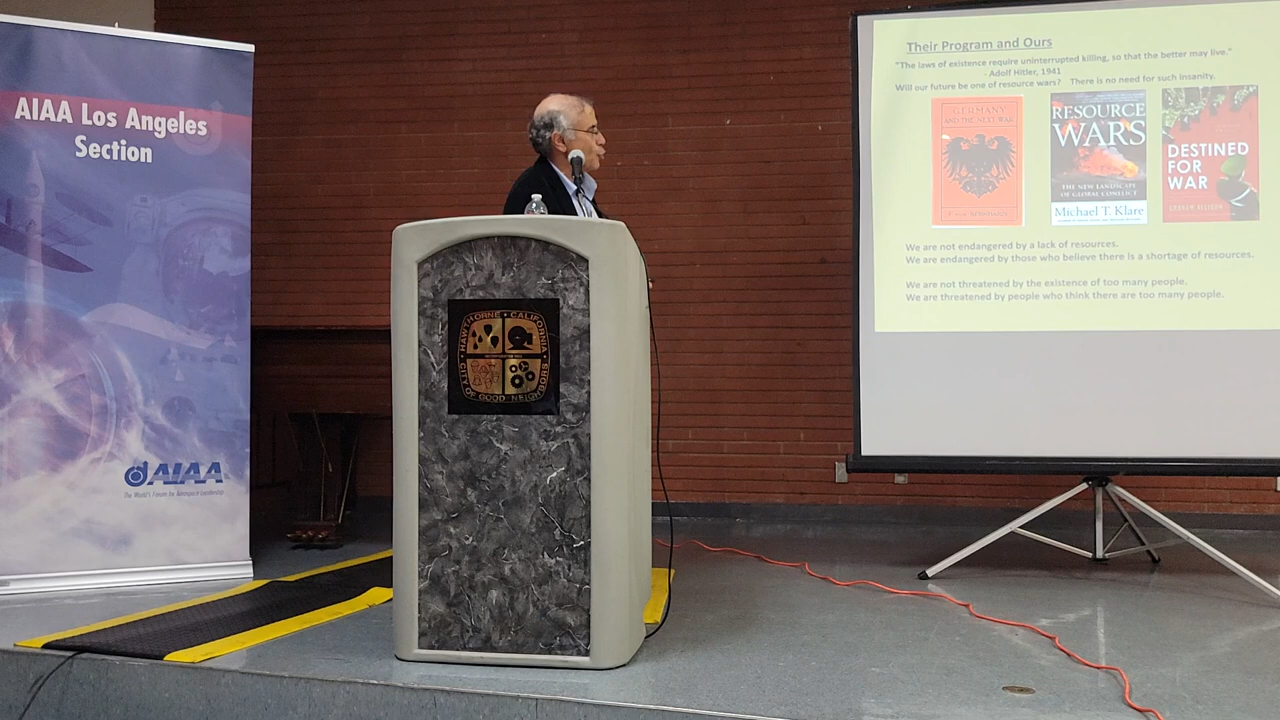 AIAA Los Angeles
Section
AIAA
The World's Forum for Aerospace Leadership
HAWTHORNE • CALIFORNIA
CITY OF GOOD NEIGHBORS
Their Program and Ours
"The laws of existence require uninterrupted killing, so that the better may live."
- Adolf Hitler, 1941
Will our future be one of resource wars? There is no need for such insanity.
GERMANY
AND THE NEXT WAR
RESOURCE
WARS
THE NEW LANDSCAPE
OF GLOBAL CONFLICT
Michael T. Klare
DESTINED
FOR
WAR
GRAHAM ALLISON
We are not endangered by a lack of resources.
We are endangered by those who believe there is a shortage of resources.
We are not threatened by the existence of too many people.
We are threatened by people who think there are too many people.